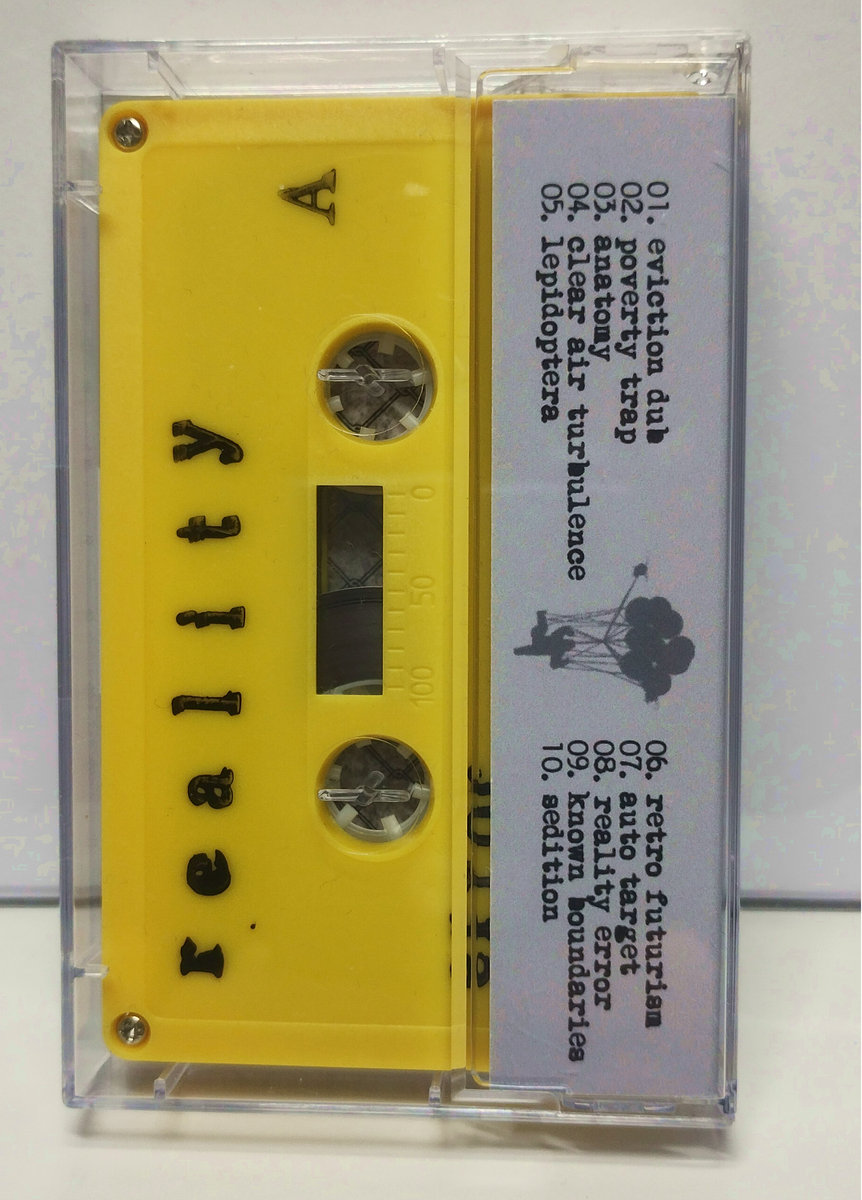 A
reality
0 50 100
01. eviction dub
02. poverty trap
03. anatomy
04. clear air turbulence
05. lepidoptera
06. retro futurism
07. auto target
08. reality error
09. known boundaries
10. sedition